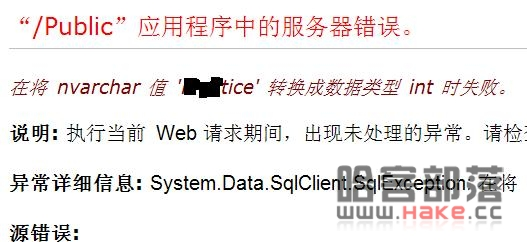 “/Public”应用程序中的服务器错误。
在将 nvarchar 值 'tice' 转换成数据类型 int 时失败。
说明: 执行当前 Web 请求期间，出现未处理的异常。请检
异常详细信息: System.Data.SqlClient.SqlException: 在将
哈客部落
www.Hake.cc
源错误: